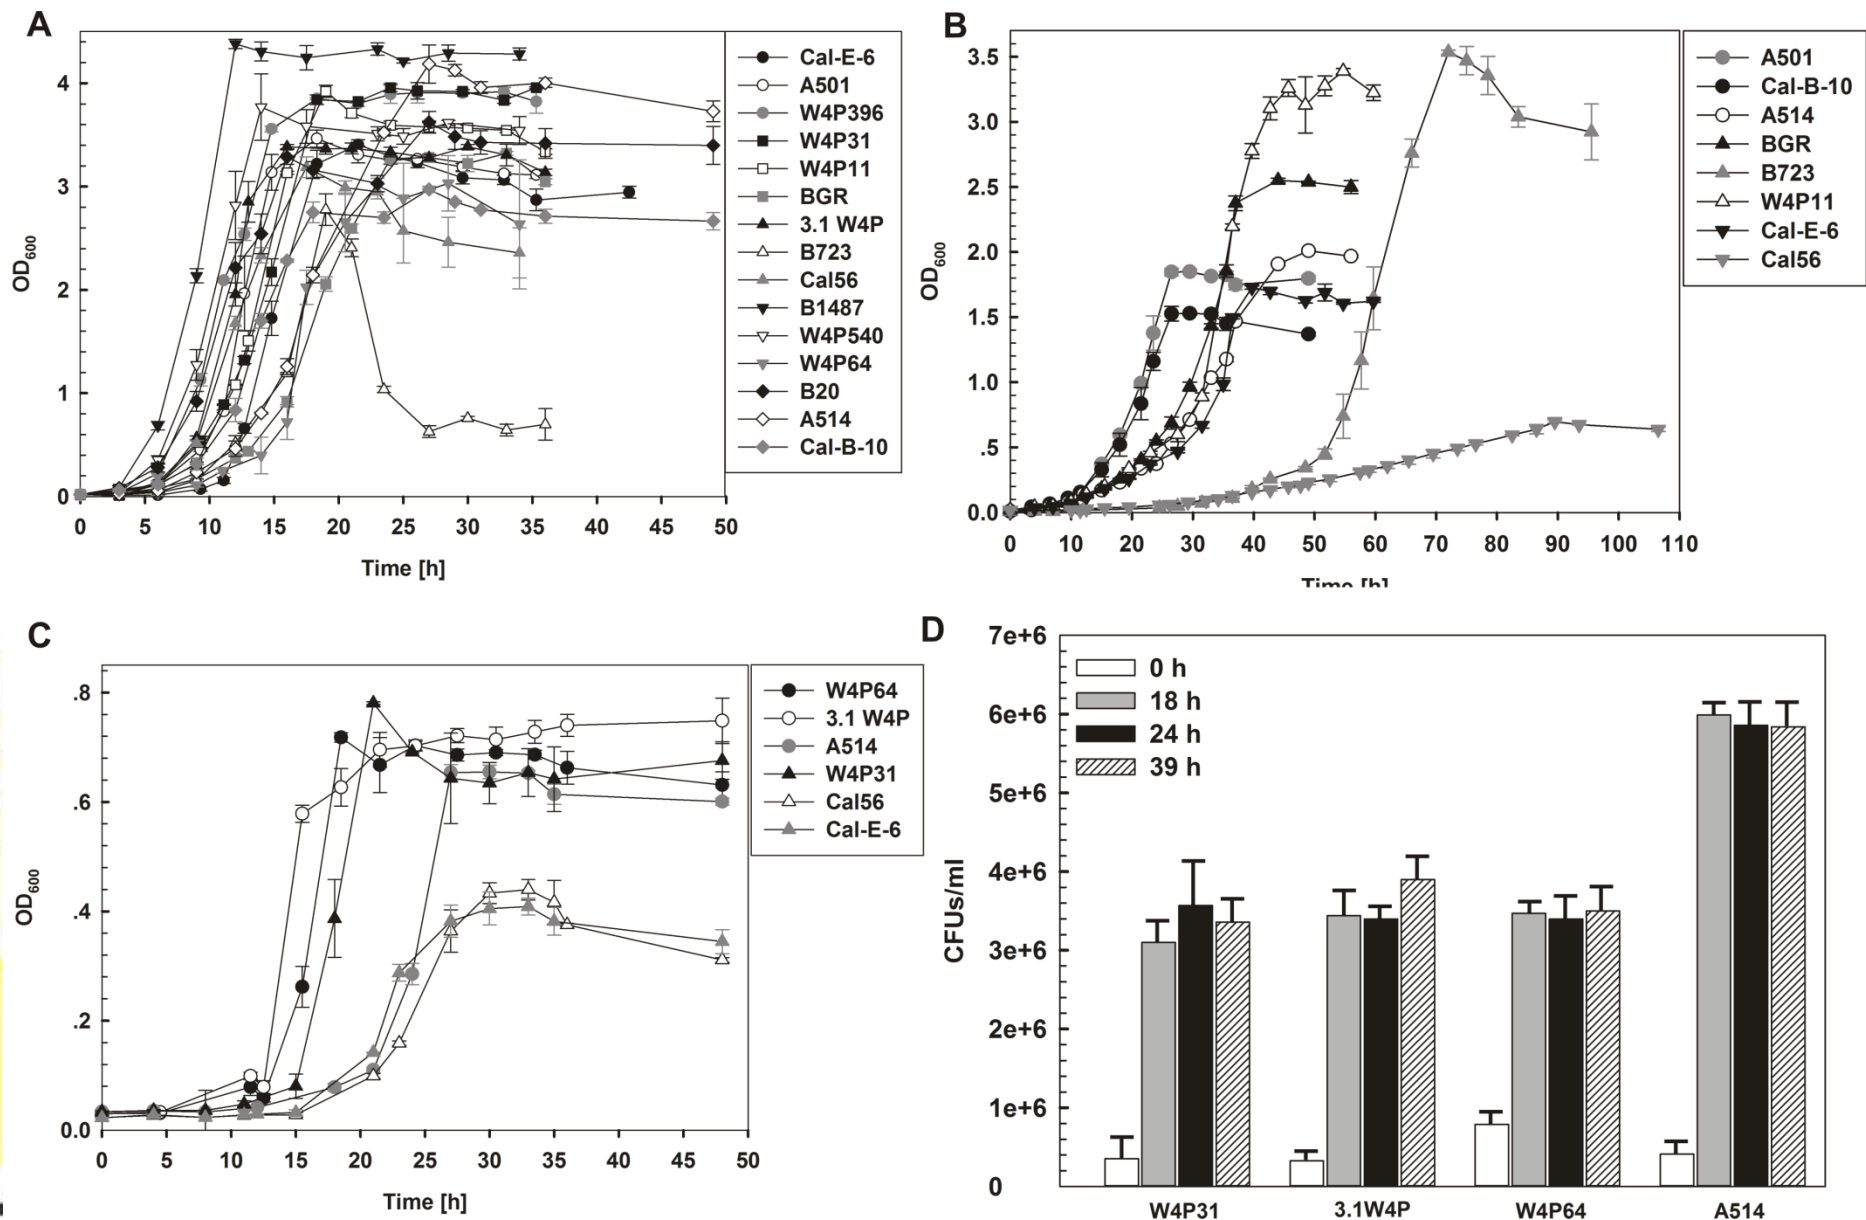 A
Cal-E-6
A501
W4P396
W4P31
W4P11
BGR
3.1 W4P
B723
Cal56
B1487
W4P540
W4P64
B20
A514
Cal-B-10
OD600
4
3
2
1
0
0 5 10 15 20 25 30 35 40 45 50
Time [h]
B
A501
Cal-B-10
A514
BGR
B723
W4P11
Cal-E-6
Cal56
OD600
3.5
3.0
2.5
2.0
1.5
1.0
.5
0.0
0 10 20 30 40 50 60 70 80 90 100 110
Time [h]
C
W4P64
3.1 W4P
A514
W4P31
Cal56
Cal-E-6
OD600
.8
.6
.4
.2
0.0
0 5 10 15 20 25 30 35 40 45 50
Time [h]
D
0 h
18 h
24 h
39 h
CFUs/ml
7e+6
6e+6
5e+6
4e+6
3e+6
2e+6
1e+6
0
W4P31 3.1W4P W4P64 A514